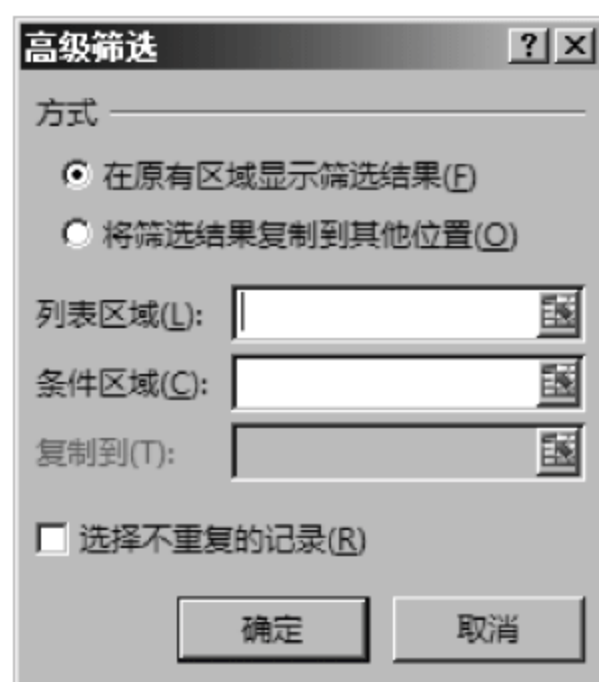 高级筛选
方式
在原有区域显示筛选结果(F)
将筛选结果复制到其他位置(O)
列表区域(L):
条件区域(C):
复制到(T):
选择不重复的记录(R)
确定 取消